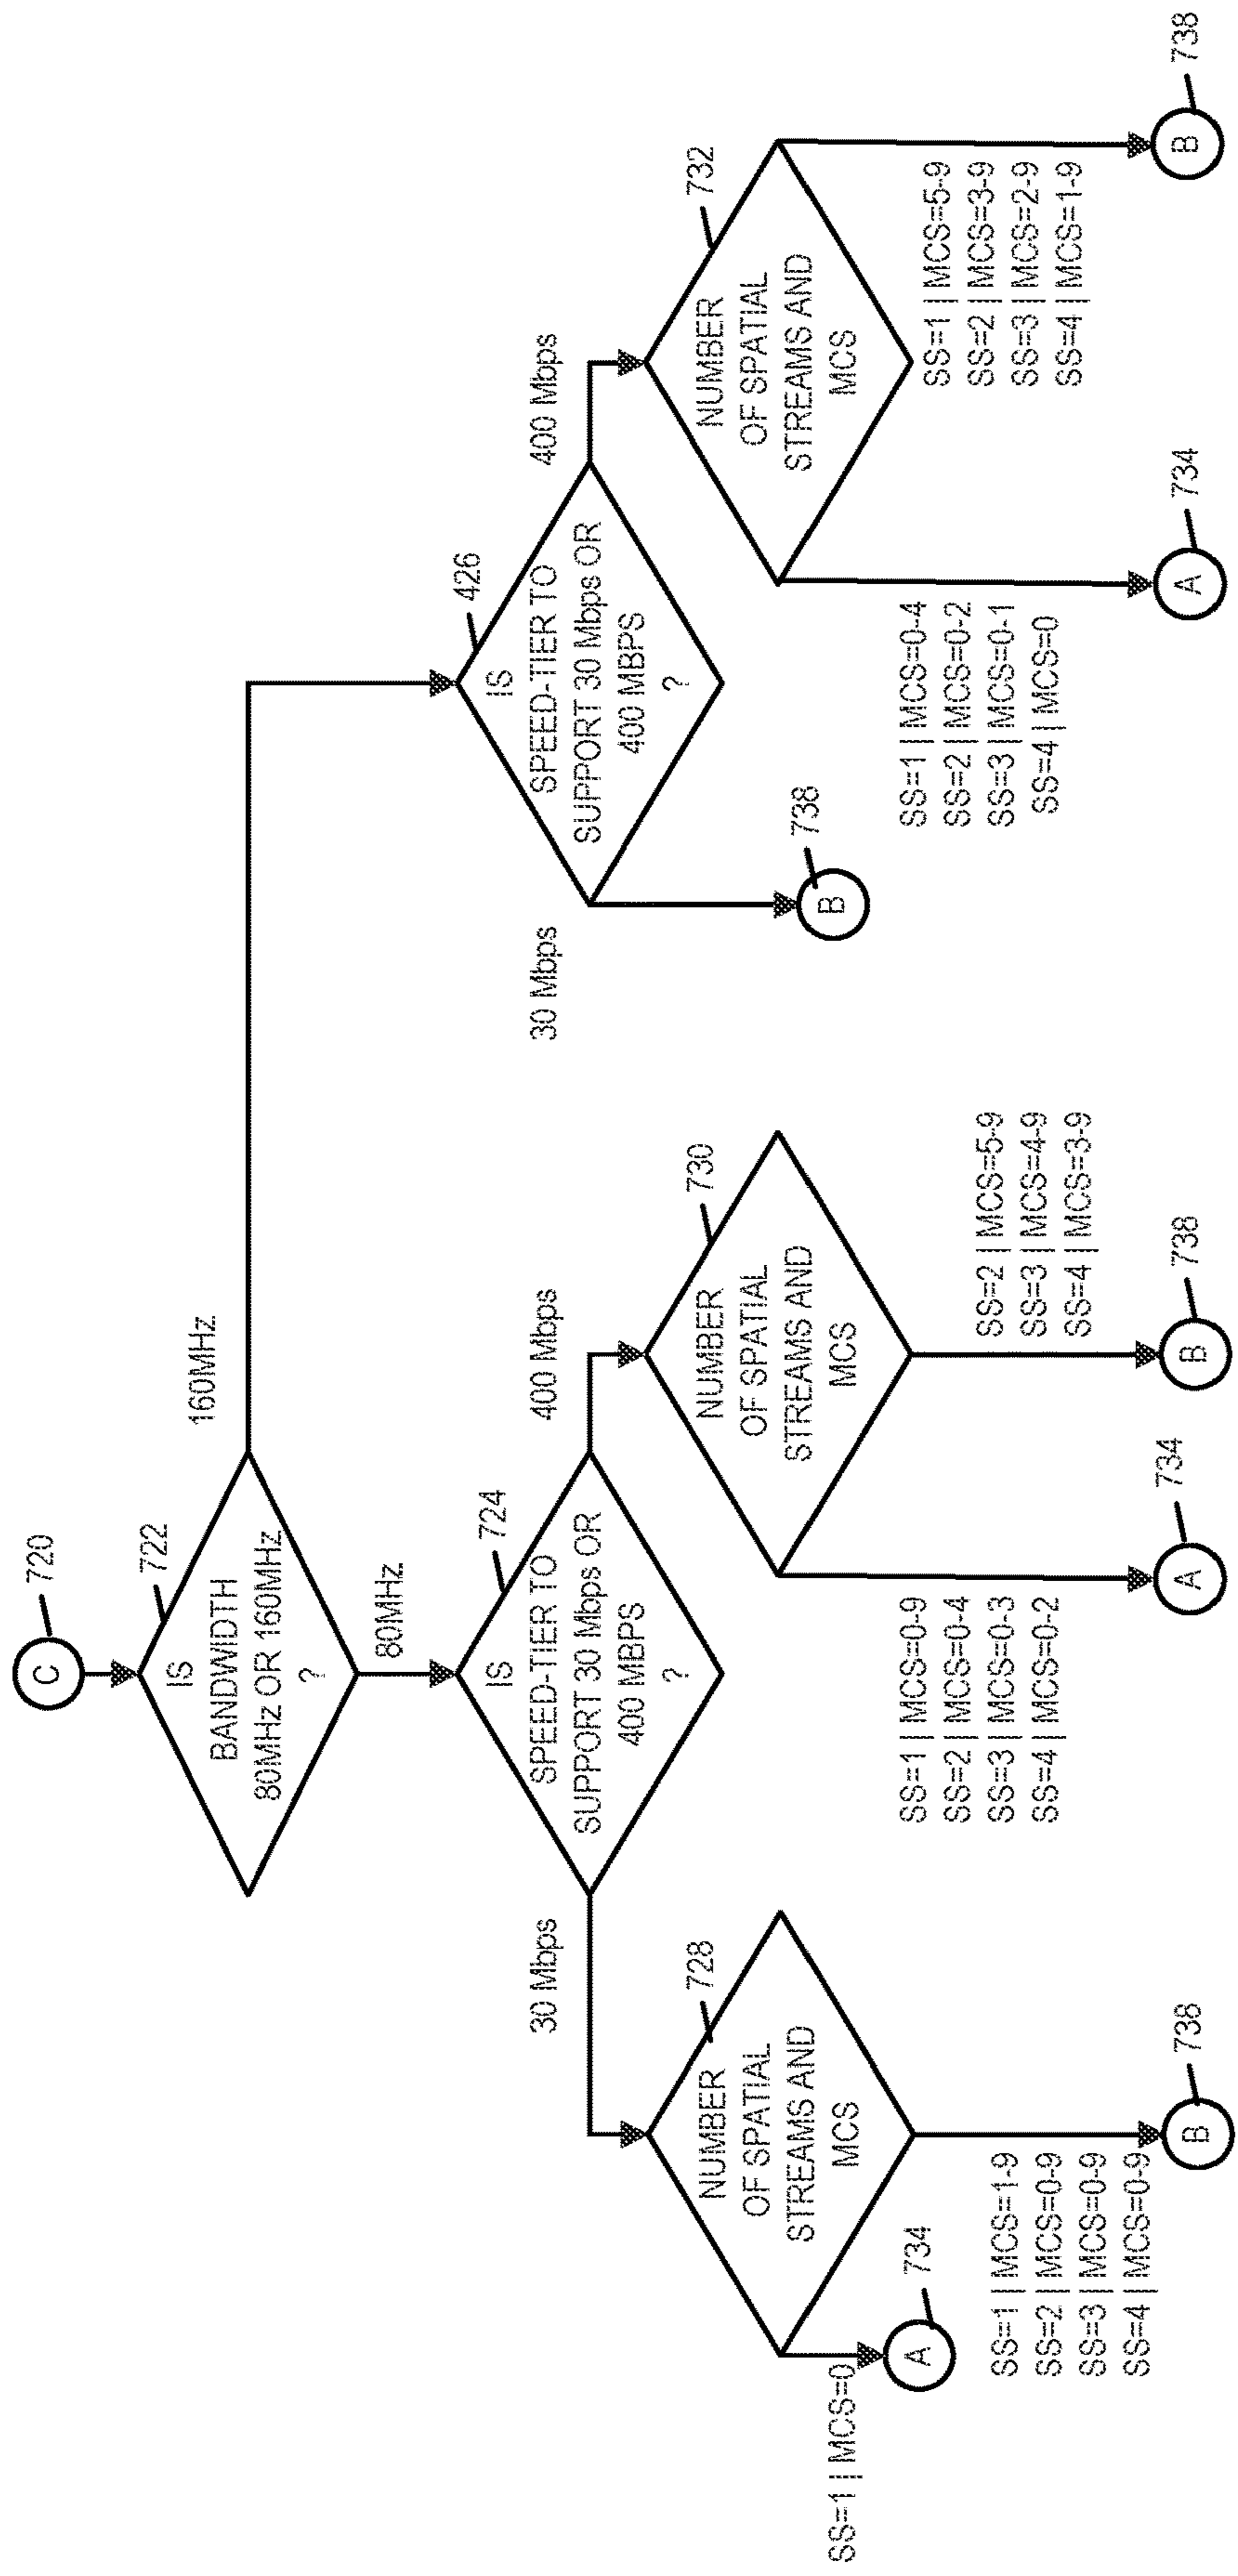 C
720
IS
BANDWIDTH
80MHz OR 160MHz
?
722
160MHz
80MHz
IS
SPEED-TIER TO
SUPPORT 30 Mbps OR
400 MBPS
?
724
30 Mbps
400 Mbps
IS
SPEED-TIER TO
SUPPORT 30 Mbps OR
400 MBPS
?
426
30 Mbps
400 Mbps
NUMBER
OF SPATIAL
STREAMS AND
MCS
728
SS=1 | MCS=0
A
734
SS=1 | MCS=1-9
SS=2 | MCS=0-9
SS=3 | MCS=0-9
SS=4 | MCS=0-9
B
738
NUMBER
OF SPATIAL
STREAMS AND
MCS
730
SS=1 | MCS=0-9
SS=2 | MCS=0-4
SS=3 | MCS=0-3
SS=4 | MCS=0-2
A
734
SS=2 | MCS=5-9
SS=3 | MCS=4-9
SS=4 | MCS=3-9
B
738
B
738
NUMBER
OF SPATIAL
STREAMS AND
MCS
732
SS=1 | MCS=0-4
SS=2 | MCS=0-2
SS=3 | MCS=0-1
SS=4 | MCS=0
A
734
SS=1 | MCS=5-9
SS=2 | MCS=3-9
SS=3 | MCS=2-9
SS=4 | MCS=1-9
B
738